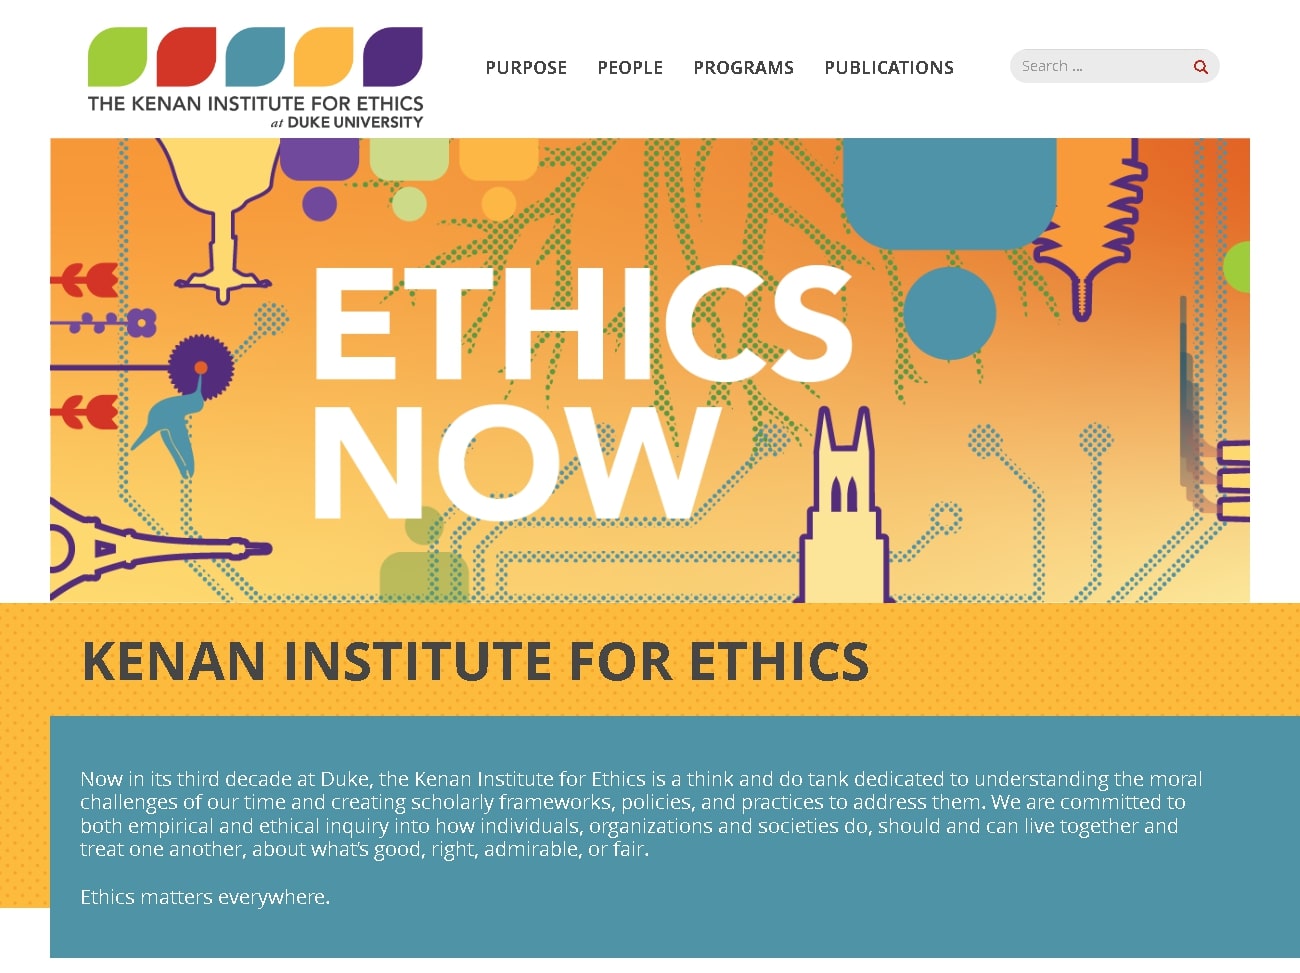 THE KENAN INSTITUTE FOR ETHICS
at DUKE UNIVERSITY
PURPOSE PEOPLE PROGRAMS PUBLICATIONS
Search ...
ETHICS
NOW
KENAN INSTITUTE FOR ETHICS
Now in its third decade at Duke, the Kenan Institute for Ethics is a think and do tank dedicated to understanding the moral
challenges of our time and creating scholarly frameworks, policies, and practices to address them. We are committed to
both empirical and ethical inquiry into how individuals, organizations and societies do, should and can live together and
treat one another, about what's good, right, admirable, or fair.
Ethics matters everywhere.